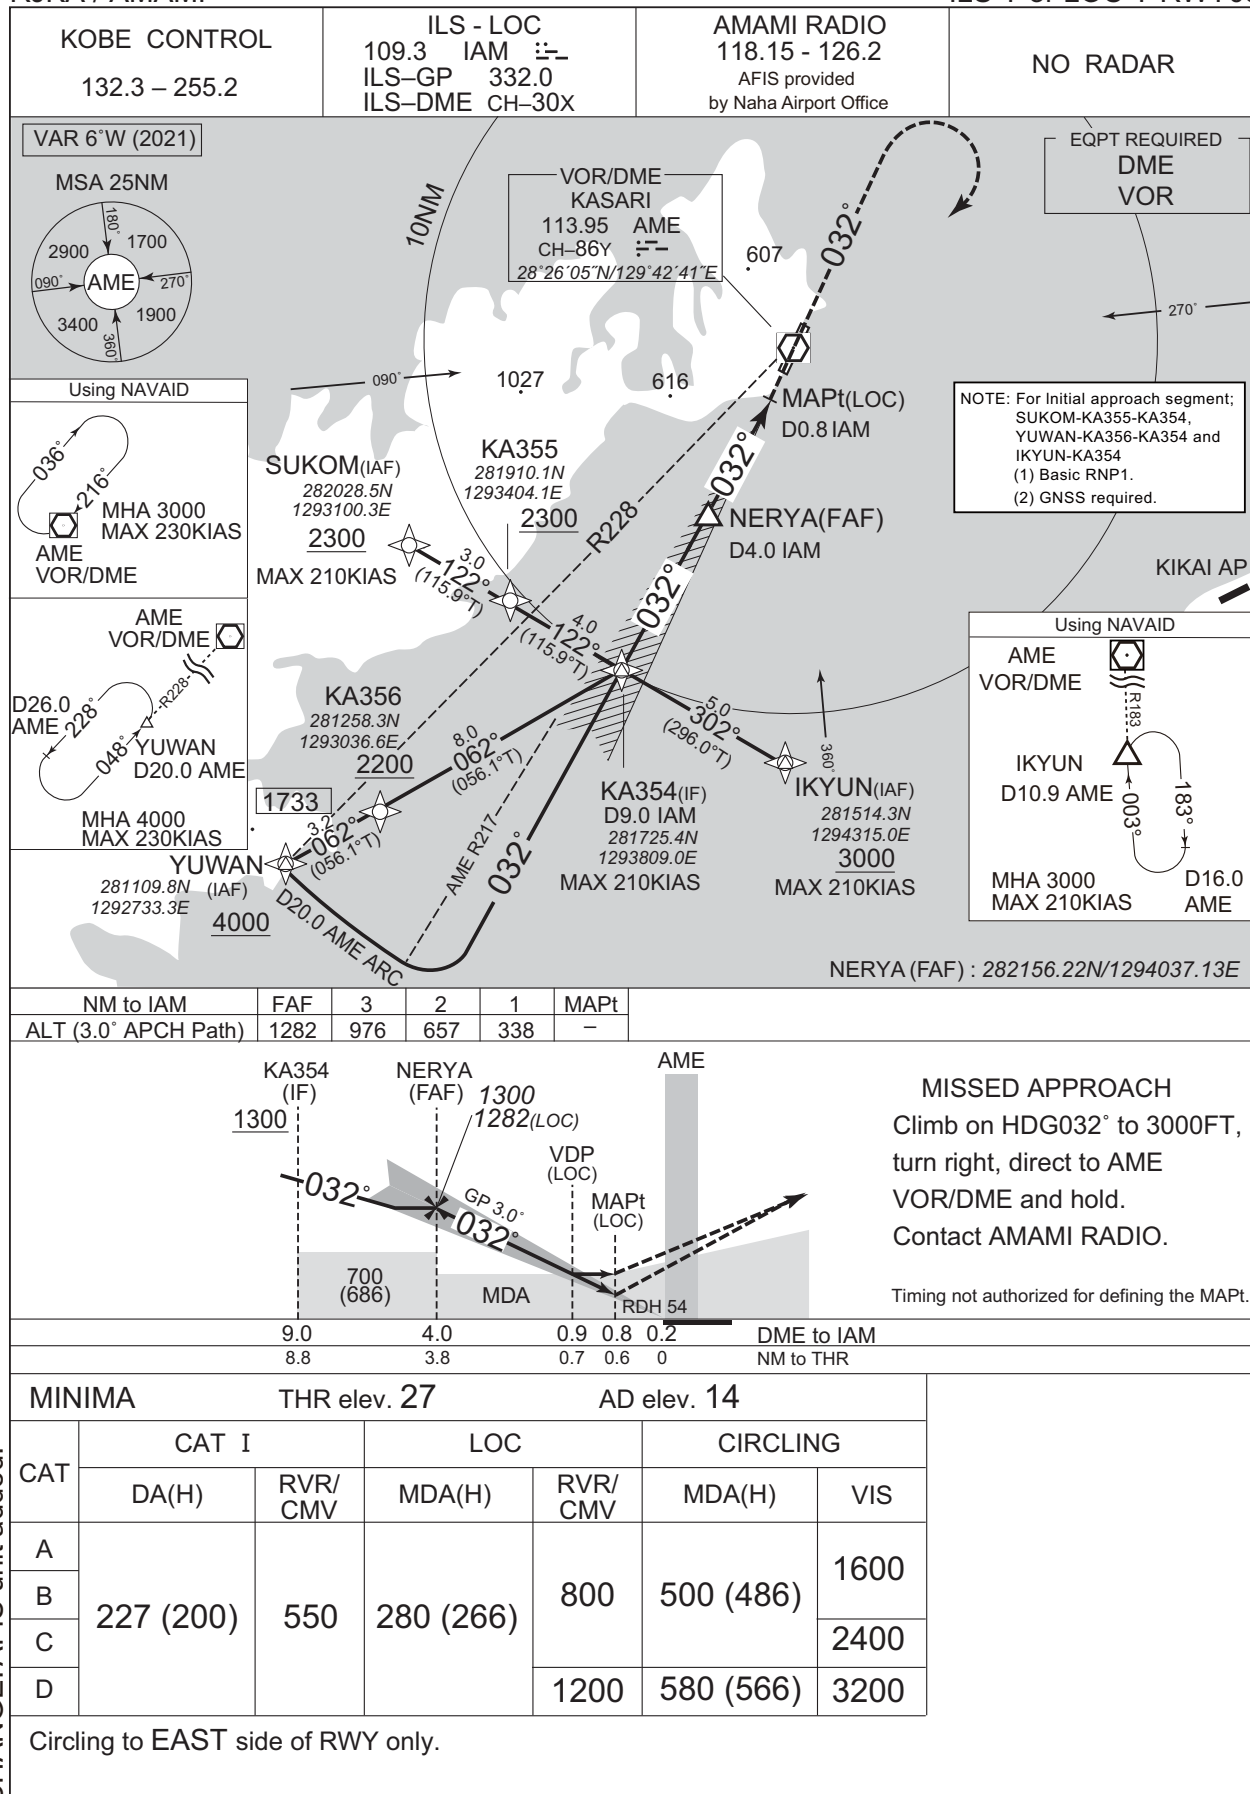 KOBE CONTROL
132.3 – 255.2
ILS - LOC
109.3 IAM
ILS–GP 332.0
ILS–DME CH–30X
AMAMI RADIO
118.15 - 126.2
AFIS provided
by Naha Airport Office
NO RADAR
VAR 6˚W (2021)
MSA 25NM
180˚
2900
1700
090˚
AME
270˚
3400
1900
360˚
10NM
VOR/DME
KASARI
113.95 AME
CH–86Y
28˚26´05˝N/129˚42´41˝E
607
032˚
EQPT REQUIRED
DME
VOR
270˚
090˚
1027
616
Using NAVAID
036˚
216˚
MHA 3000
MAX 230KIAS
AME
VOR/DME
MAPt(LOC)
D0.8 IAM
NOTE: For Initial approach segment;
SUKOM-KA355-KA354,
YUWAN-KA356-KA354 and
IKYUN-KA354
(1) Basic RNP1.
(2) GNSS required.
SUKOM(IAF)
282028.5N
1293100.3E
2300
MAX 210KIAS
KA355
281910.1N
1293404.1E
2300
R228
032˚
NERYA(FAF)
D4.0 IAM
3.0
122˚
(115.9°T)
4.0
122˚
(115.9°T)
032˚
KIKAI AP
AME
VOR/DME
R228
D26.0
AME
228˚
048˚
YUWAN
D20.0 AME
MHA 4000
MAX 230KIAS
KA356
281258.3N
1293036.6E
2200
8.0
062˚
(056.1°T)
5.0
302˚
(296.0°T)
360˚
1733
3.2
062˚
(056.1°T)
YUWAN
(IAF)
281109.8N
1292733.3E
4000
D20.0 AME ARC
AME R217
032˚
KA354(IF)
D9.0 IAM
281725.4N
1293809.0E
MAX 210KIAS
IKYUN(IAF)
281514.3N
1294315.0E
3000
MAX 210KIAS
Using NAVAID
AME
VOR/DME
R183
IKYUN
D10.9 AME
003˚
183˚
MHA 3000
MAX 210KIAS
D16.0
AME
NERYA (FAF) : 282156.22N/1294037.13E
NM to IAM FAF 3 2 1 MAPt
ALT (3.0˚ APCH Path) 1282 976 657 338 –
KA354
(IF)
1300
NERYA
(FAF)
1300
1282(LOC)
AME
VDP
(LOC)
MAPt
(LOC)
032˚
GP 3.0˚
032˚
700
(686)
MDA
RDH 54
9.0 4.0 0.9 0.8 0.2 DME to IAM
8.8 3.8 0.7 0.6 0 NM to THR
MISSED APPROACH
Climb on HDG032˚ to 3000FT,
turn right, direct to AME
VOR/DME and hold.
Contact AMAMI RADIO.
Timing not authorized for defining the MAPt.
MINIMA THR elev. 27 AD elev. 14
CAT CAT I LOC CIRCLING
DA(H) RVR/CMV MDA(H) RVR/CMV MDA(H) VIS
A
B
C
D
227 (200) 550 280 (266)
800 500 (486) 1600
2400
1200 580 (566) 3200
Circling to EAST side of RWY only.